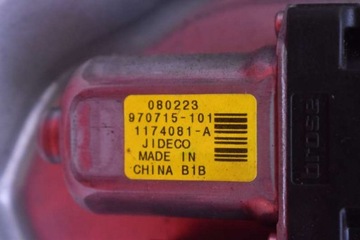 080223
970715-101
1174081-A
JIDECO
MADE IN
CHINA B1B
brose